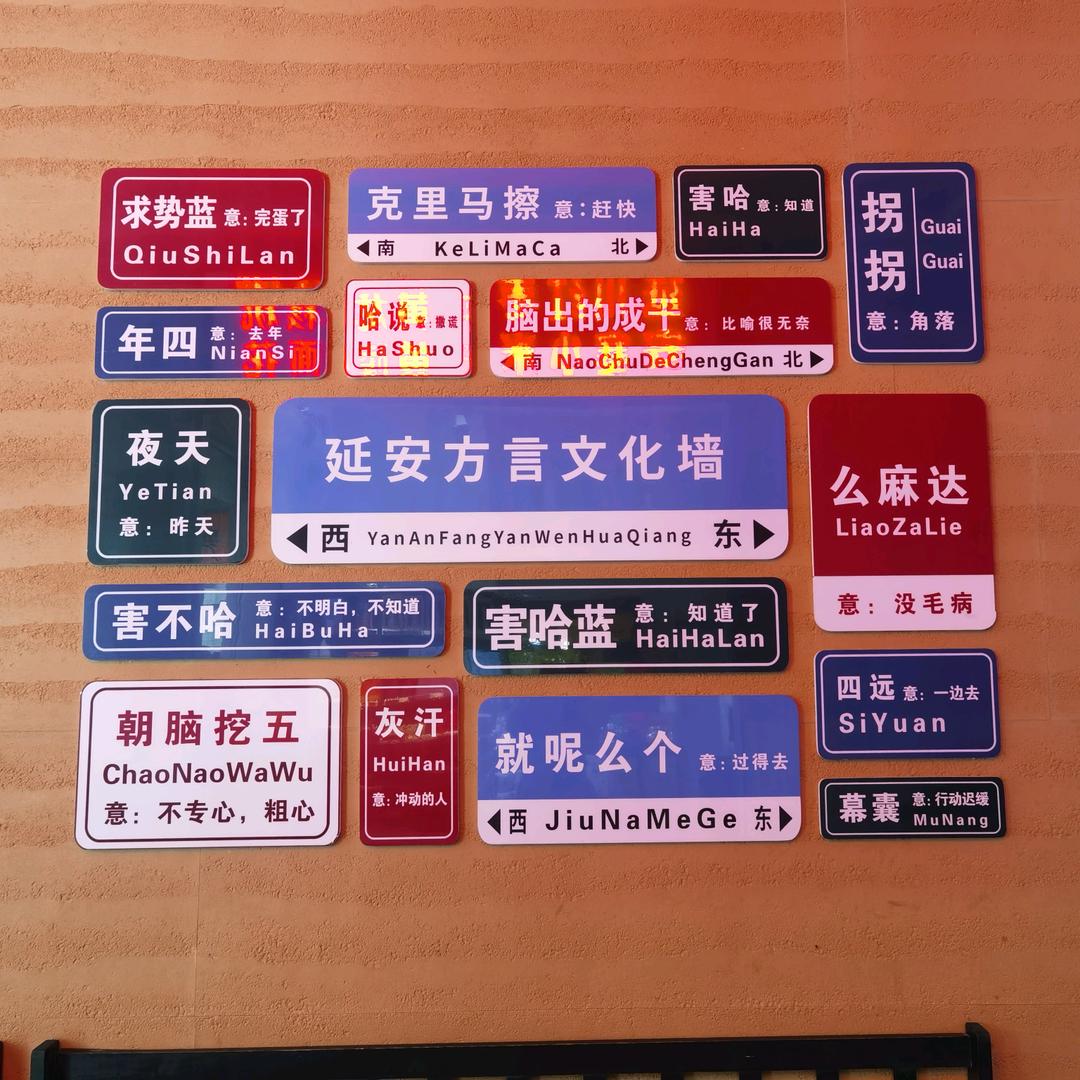 求势蓝 意：完蛋了
QiuShiLan
克里马擦 意：赶快
南 KeLiMaCa 北
害哈 意：知道
HaiHa
拐拐
Guai
Guai
意：角落
年四 意：去年
NianSi
哈说 意：撒谎
HaShuo
脑出的成干 意：比喻很无奈
南 NaoChuDeChengGan 北
夜天
YeTian
意：昨天
延安方言文化墙
西 YanAnFangYanWenHuaQiang 东
么麻达
LiaoZaLie
意：没毛病
害不哈 意：不明白，不知道
HaiBuHa
害哈蓝 意：知道了
HaiHaLan
四远 意：一边去
SiYuan
朝脑挖五
ChaoNaoWaWu
意：不专心，粗心
灰汗
HuiHan
意：冲动的人
就呢么个 意：过得去
西 JiuNaMeGe 东
幕囊 意：行动迟缓
MuNang